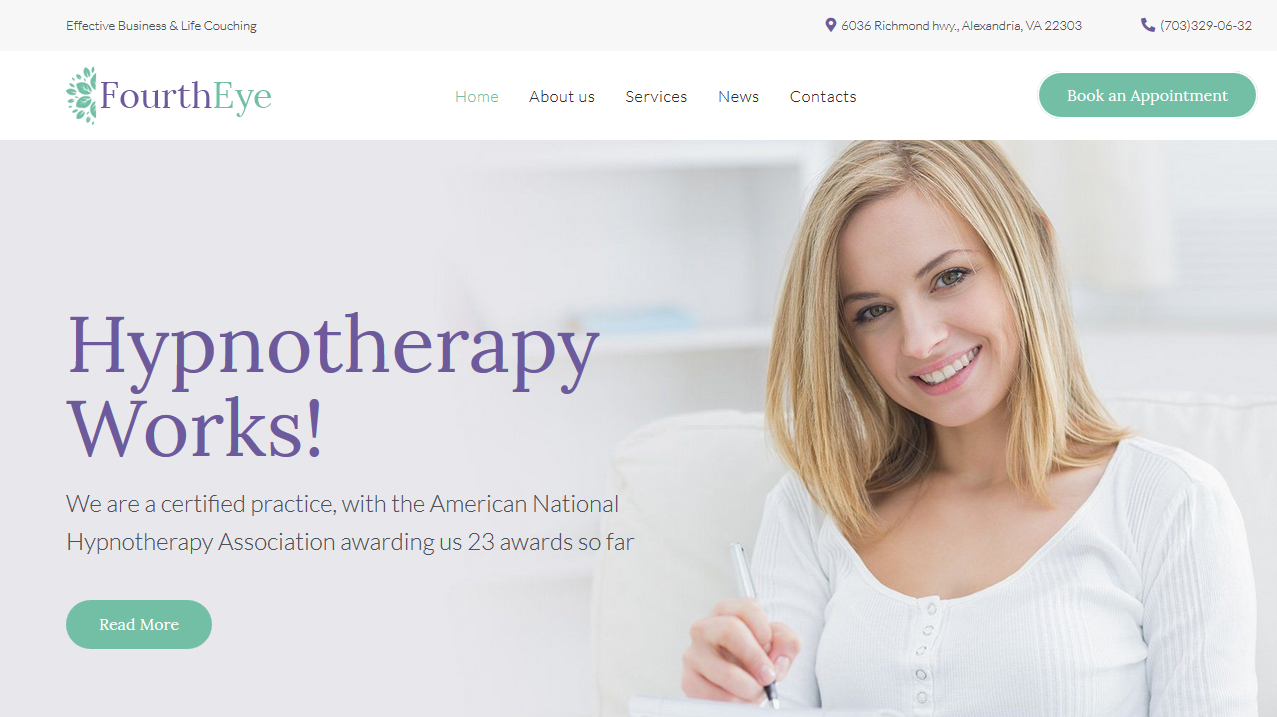 Effective Business & Life Couching
6036 Richmond hwy., Alexandria, VA 22303
(703)329-06-32
FourthEye
Home
About us
Services
News
Contacts
Book an Appointment
Hypnotherapy
Works!
We are a certified practice, with the American National
Hypnotherapy Association awarding us 23 awards so far
Read More